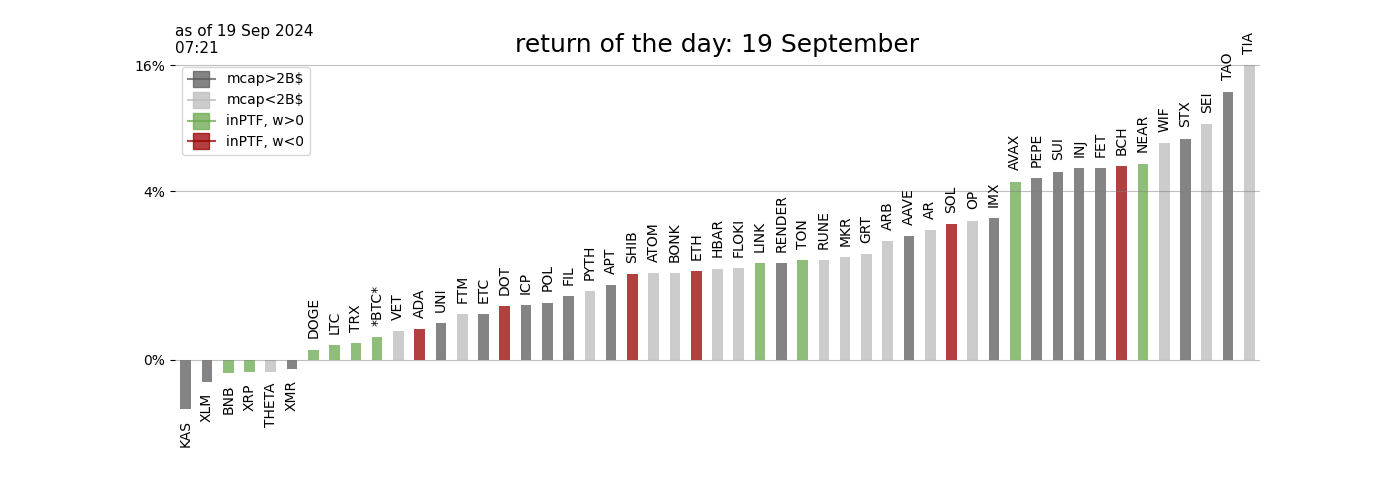 as of 19 Sep 2024
07:21
return of the day: 19 September
16%
4%
0%
mcap>2B$
mcap<2B$
inPTF, w>0
inPTF, w<0
KAS
XLM
BNB
XRP
THETA
XMR
DOGE
LTC
TRX
*BTC*
VET
ADA
UNI
FTM
ETC
DOT
ICP
POL
FIL
PYTH
APT
SHIB
ATOM
BONK
ETH
HBAR
FLOKI
LINK
RENDER
TON
RUNE
MKR
GRT
ARB
AAVE
AR
SOL
OP
IMX
AVAX
PEPE
SUI
INJ
FET
BCH
NEAR
WIF
STX
SEI
TAO
TIA